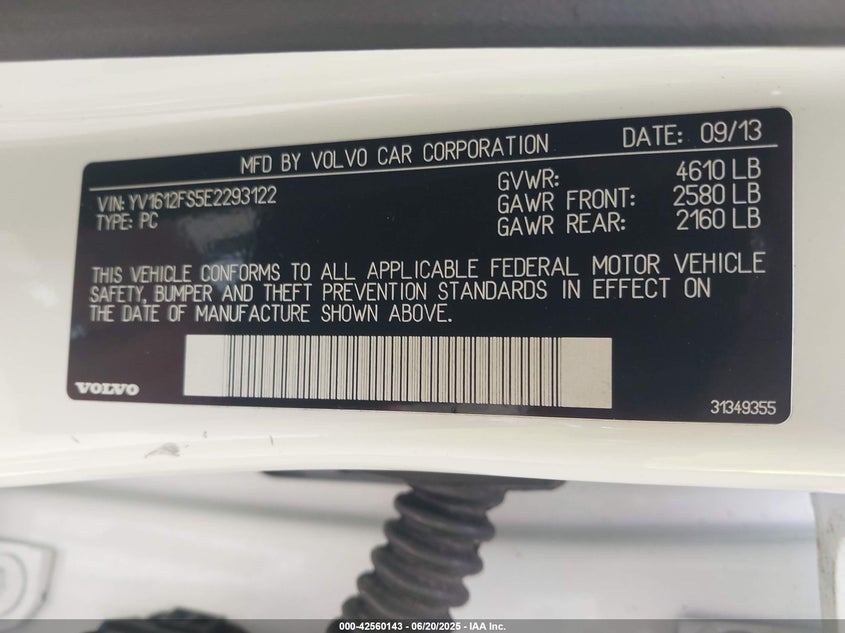 MFD BY VOLVO CAR CORPORATION DATE: 09/13
VIN: YV1612FS5E2293122 GVWR: 4610 LB
TYPE: PC GAWR FRONT: 2580 LB
GAWR REAR: 2160 LB
THIS VEHICLE CONFORMS TO ALL APPLICABLE FEDERAL MOTOR VEHICLE
SAFETY, BUMPER AND THEFT PREVENTION STANDARDS IN EFFECT ON
THE DATE OF MANUFACTURE SHOWN ABOVE.
VOLVO
31349355
000-42560143 - 06/20/2025 - IAA Inc.